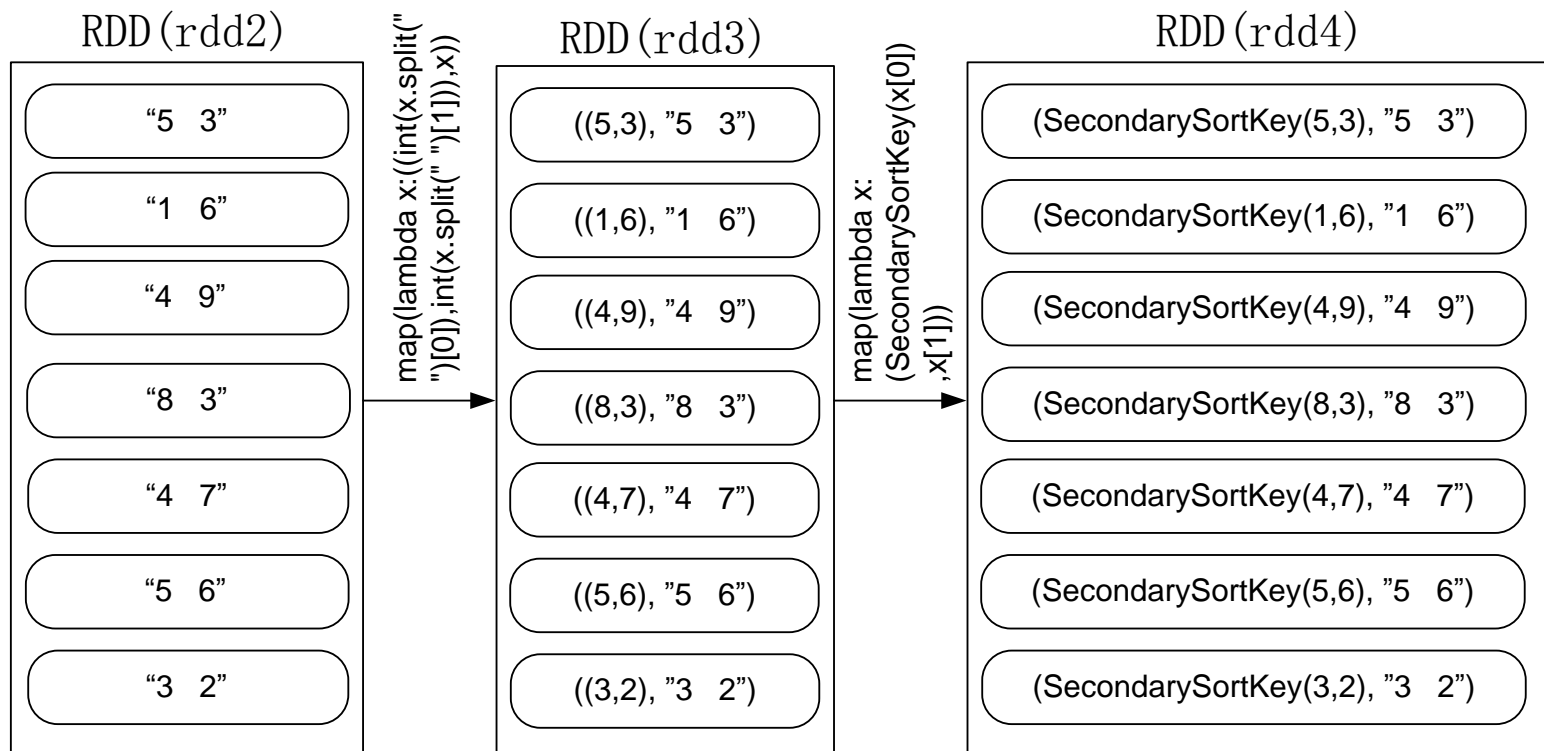 RDD(rdd2)
“5 3”
“1 6”
“4 9”
“8 3”
“4 7”
“5 6”
“3 2”
map(lambda x:((int(x.split("
")[0]),int(x.split(" ")[1])),x))
RDD(rdd3)
((5,3), ”5 3”)
((1,6), ”1 6”)
((4,9), ”4 9”)
((8,3), ”8 3”)
((4,7), ”4 7”)
((5,6), ”5 6”)
((3,2), ”3 2”)
map(lambda x:
(SecondarySortKey(x[0])
,x[1]))
RDD(rdd4)
(SecondarySortKey(5,3), ”5 3”)
(SecondarySortKey(1,6), ”1 6”)
(SecondarySortKey(4,9), ”4 9”)
(SecondarySortKey(8,3), ”8 3”)
(SecondarySortKey(4,7), ”4 7”)
(SecondarySortKey(5,6), ”5 6”)
(SecondarySortKey(3,2), ”3 2”)